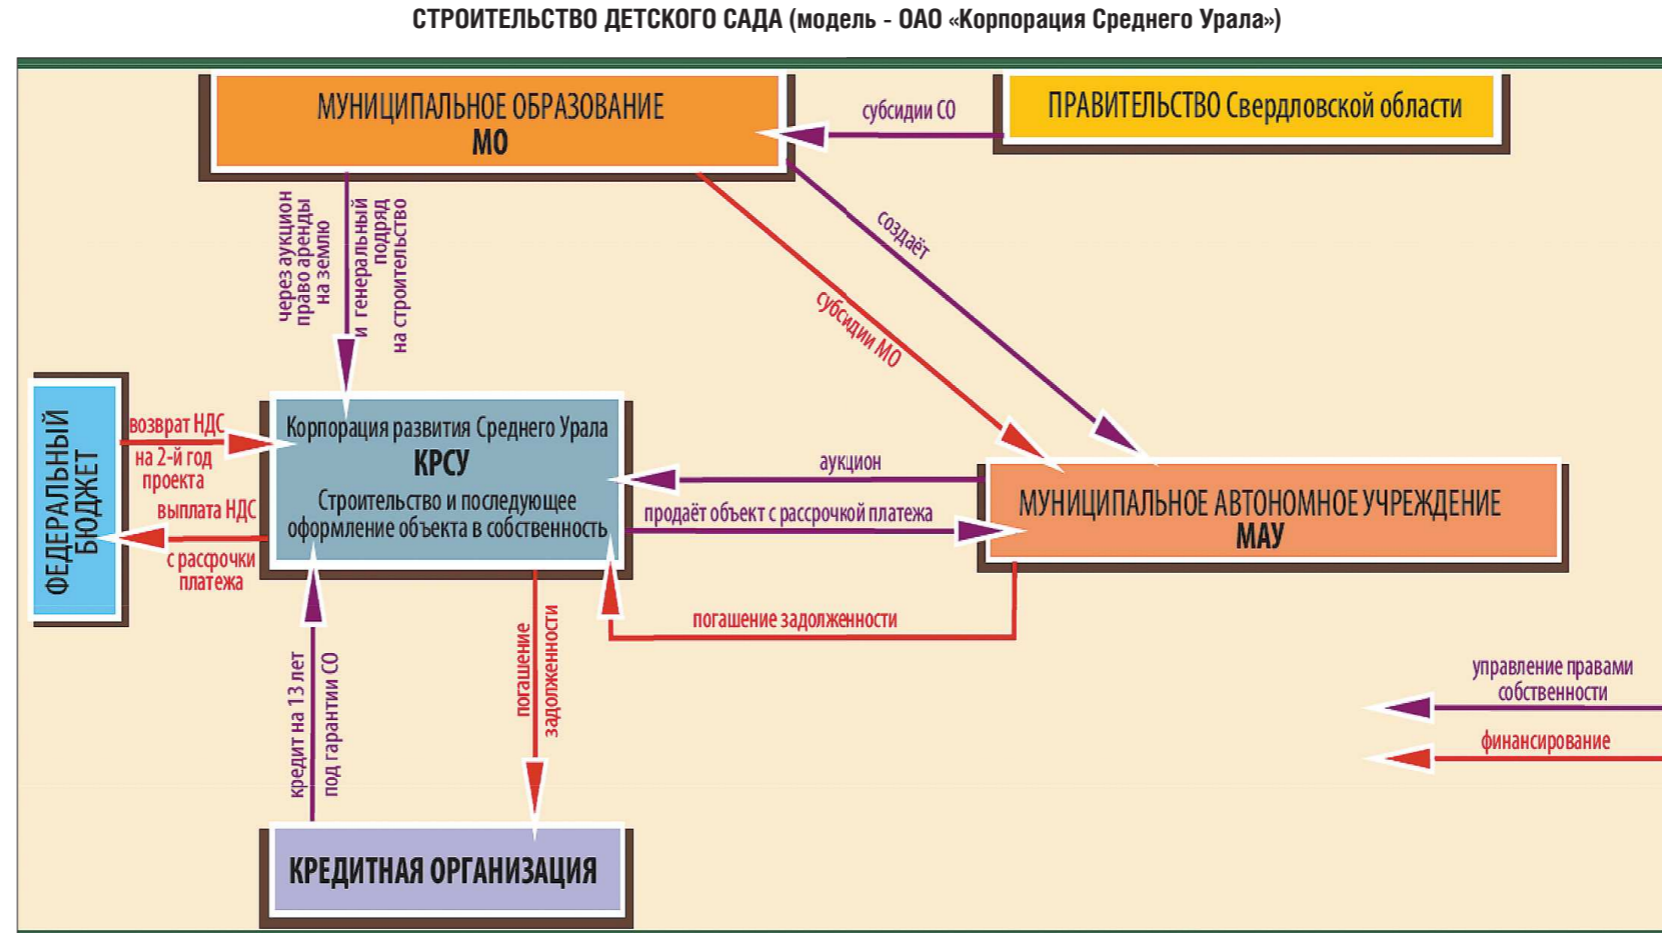 СТРОИТЕЛЬСТВО ДЕТСКОГО САДА (модель - ОАО «Корпорация Среднего Урала»)
МУНИЦИПАЛЬНОЕ ОБРАЗОВАНИЕ
МО
субсидии СО
ПРАВИТЕЛЬСТВО Свердловской области
через аукцион
право аренды
на землю
и генеральный
подряд
на строительство
создаёт
субсидии МО
ФЕДЕРАЛЬНЫЙ
БЮДЖЕТ
возврат НДС
на 2-й год
проекта
выплата НДС
с рассрочки
платежа
Корпорация развития Среднего Урала
КРСУ
Строительство и последующее
оформление объекта в собственность
аукцион
продаёт объект с рассрочкой платежа
МУНИЦИПАЛЬНОЕ АВТОНОМНОЕ УЧРЕЖДЕНИЕ
МАУ
погашение задолженности
кредит на 13 лет
под гарантии СО
погашение
задолженности
управление правами
собственности
финансирование
КРЕДИТНАЯ ОРГАНИЗАЦИЯ